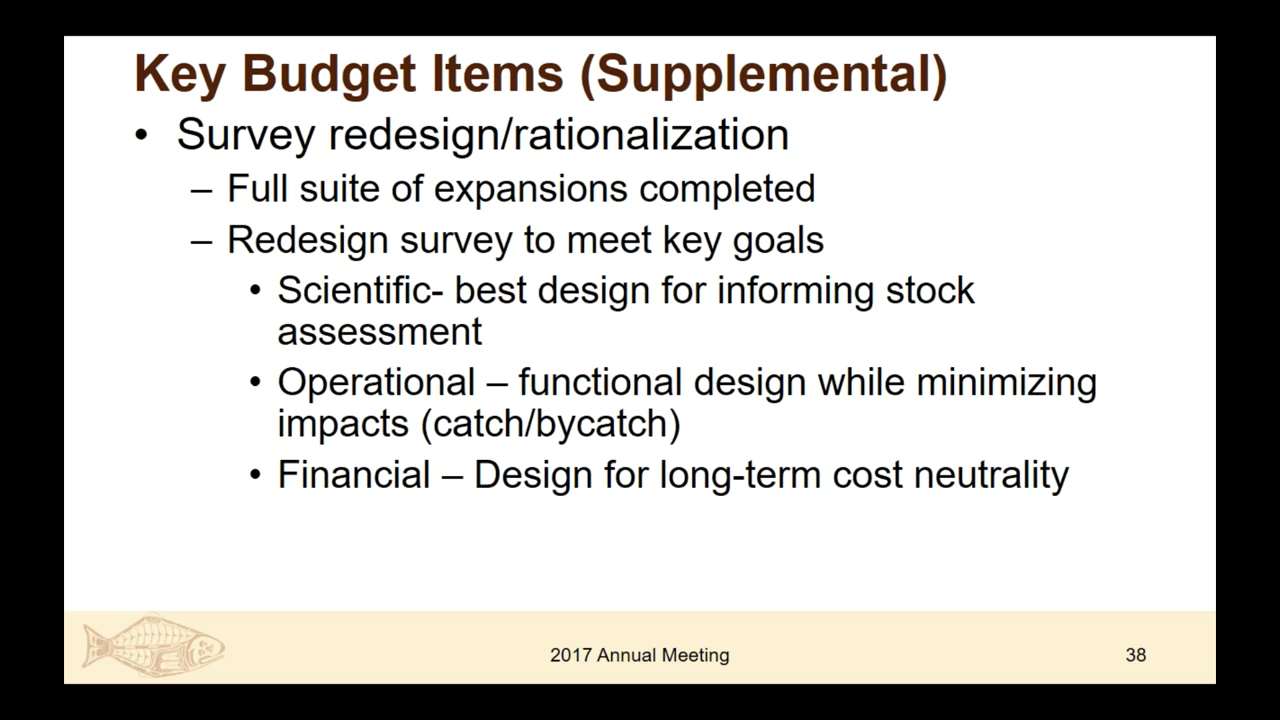 Key Budget Items (Supplemental)
• Survey redesign/rationalization
– Full suite of expansions completed
– Redesign survey to meet key goals
• Scientific- best design for informing stock
assessment
• Operational – functional design while minimizing
impacts (catch/bycatch)
• Financial – Design for long-term cost neutrality
2017 Annual Meeting
38